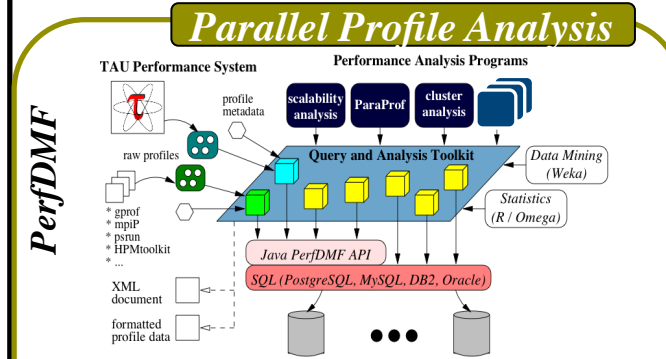 Parallel Profile Analysis
PerfDMF
TAU Performance System
Performance Analysis Programs
τ
profile
metadata
scalability
analysis
ParaProf
cluster
analysis
raw profiles
Query and Analysis Toolkit
Data Mining
(Weka)
* gprof
* mpiP
* psrun
* HPMtoolkit
* ...
Statistics
(R / Omega)
Java PerfDMF API
SQL (PostgreSQL, MySQL, DB2, Oracle)
XML
document
formatted
profile data